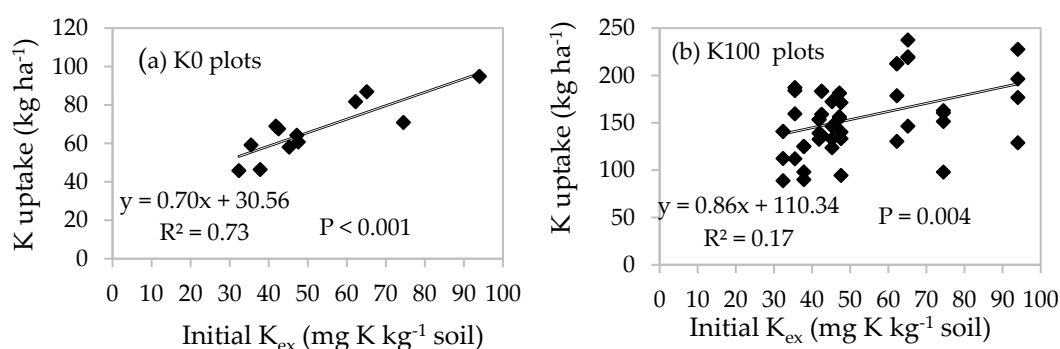 (a) K0 plots
K uptake (kg ha⁻¹)
120
100
80
60
40
20
0
y = 0.70x + 30.56
R² = 0.73
P < 0.001
0 10 20 30 40 50 60 70 80 90 100
Initial Kₑₓ (mg K kg⁻¹ soil)
(b) K100 plots
K uptake (kg ha⁻¹)
250
200
150
100
50
0
y = 0.86x + 110.34
R² = 0.17
P = 0.004
0 10 20 30 40 50 60 70 80 90 100
Initial Kₑₓ (mg K kg⁻¹ soil)